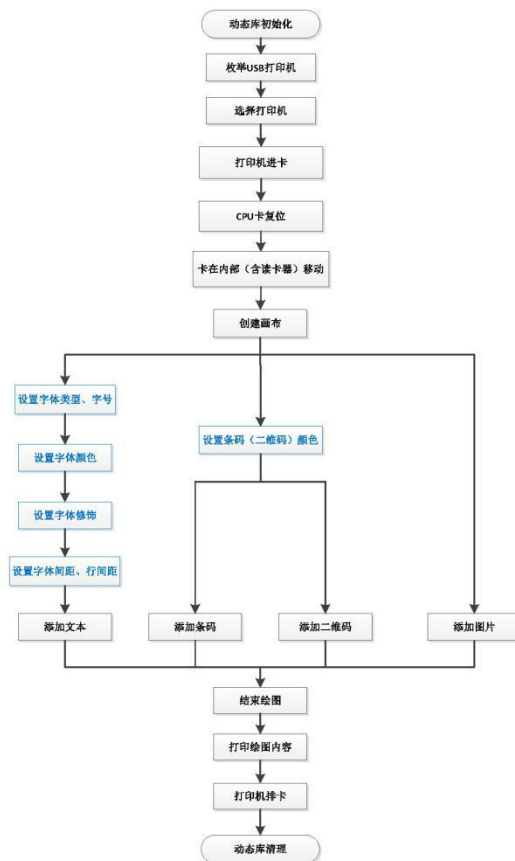 动态库初始化
枚举USB打印机
选择打印机
打印机进卡
CPU卡复位
卡在内部（含读卡器）移动
创建画布
设置字体类型、字号
设置条码（二维码）颜色
设置字体颜色
设置字体修饰
设置字体间距、行间距
添加文本
添加条码
添加二维码
添加图片
结束绘图
打印绘图内容
打印机排卡
动态库清理